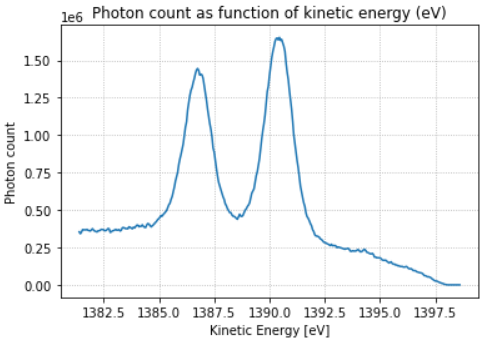 Photon count as function of kinetic energy (eV)
1e6
1.50
1.25
1.00
0.75
0.50
0.25
0.00
Photon count
1382.5 1385.0 1387.5 1390.0 1392.5 1395.0 1397.5
Kinetic Energy [eV]